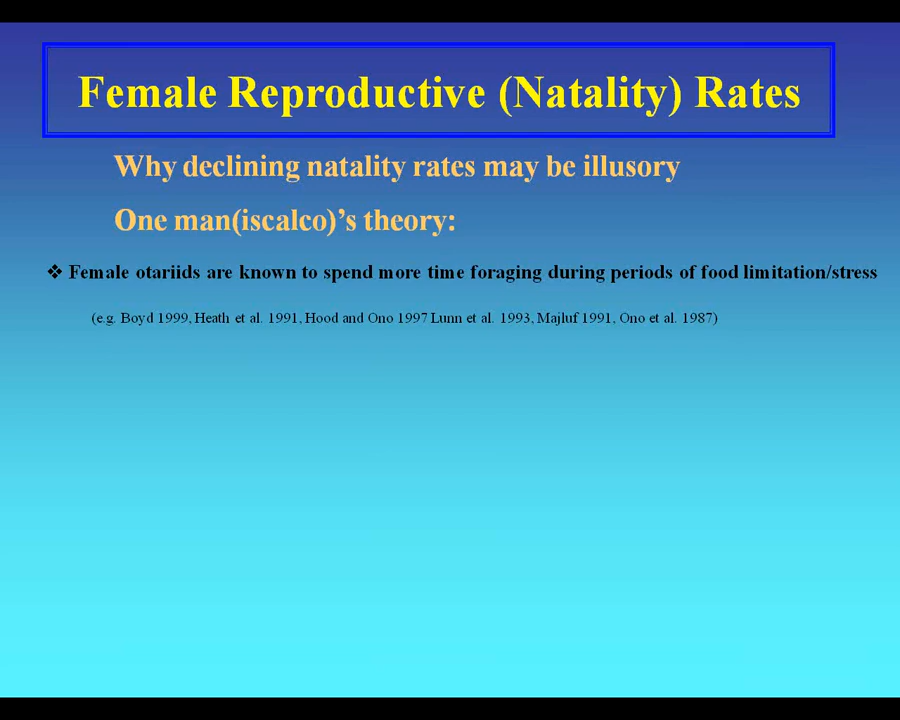 Female Reproductive (Natality) Rates
Why declining natality rates may be illusory
One man(iscalco)’s theory:
❖ Female otariids are known to spend more time foraging during periods of food limitation/stress
(e.g. Boyd 1999, Heath et al. 1991, Hood and Ono 1997 Lunn et al. 1993, Majluf 1991, Ono et al. 1987)